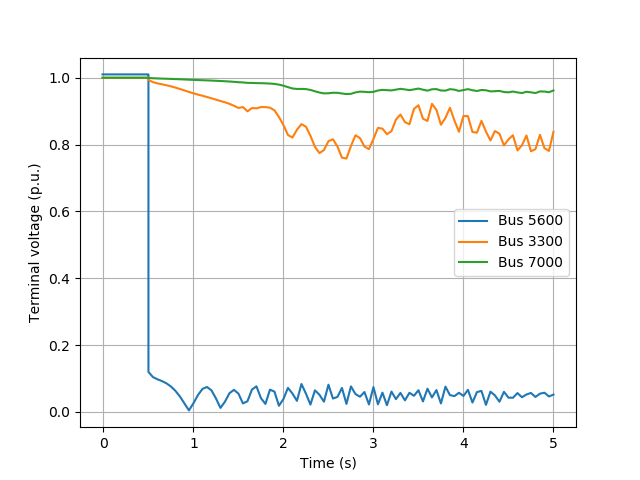 Terminal voltage (p.u.)
1.0
0.8
0.6
0.4
0.2
0.0
Bus 5600
Bus 3300
Bus 7000
0 1 2 3 4 5
Time (s)